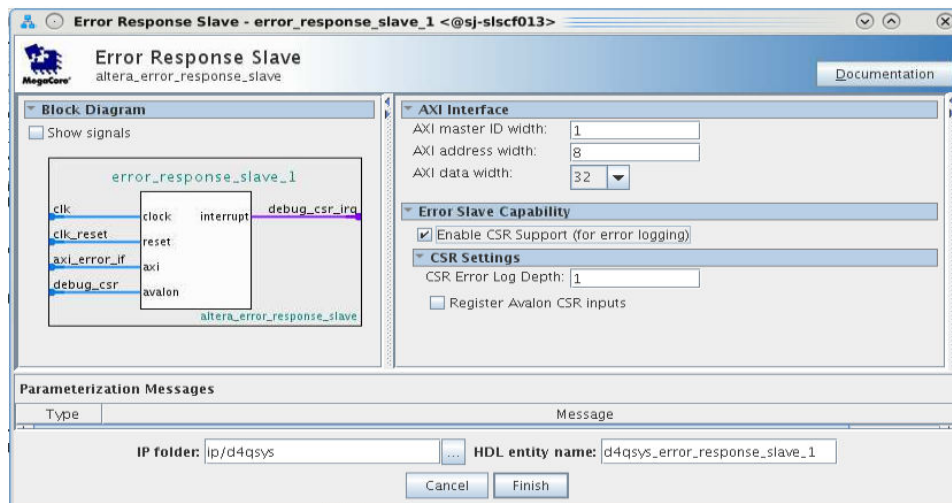 Error Response Slave - error_response_slave_1 <@sj-slscf013>
MegaCore'
Error Response Slave
altera_error_response_slave
Documentation
Block Diagram
Show signals
error_response_slave_1
clk
clock
interrupt
debug_csr_irq
clk_reset
reset
axi_error_if
axi
debug_csr
avalon
altera_error_response_slave
AXI Interface
AXI master ID width: 1
AXI address width: 8
AXI data width: 32
Error Slave Capability
Enable CSR Support (for error logging)
CSR Settings
CSR Error Log Depth: 1
Register Avalon CSR inputs
Parameterization Messages
Type Message
IP folder: ip/d4qsys ... HDL entity name: d4qsys_error_response_slave_1
Cancel Finish